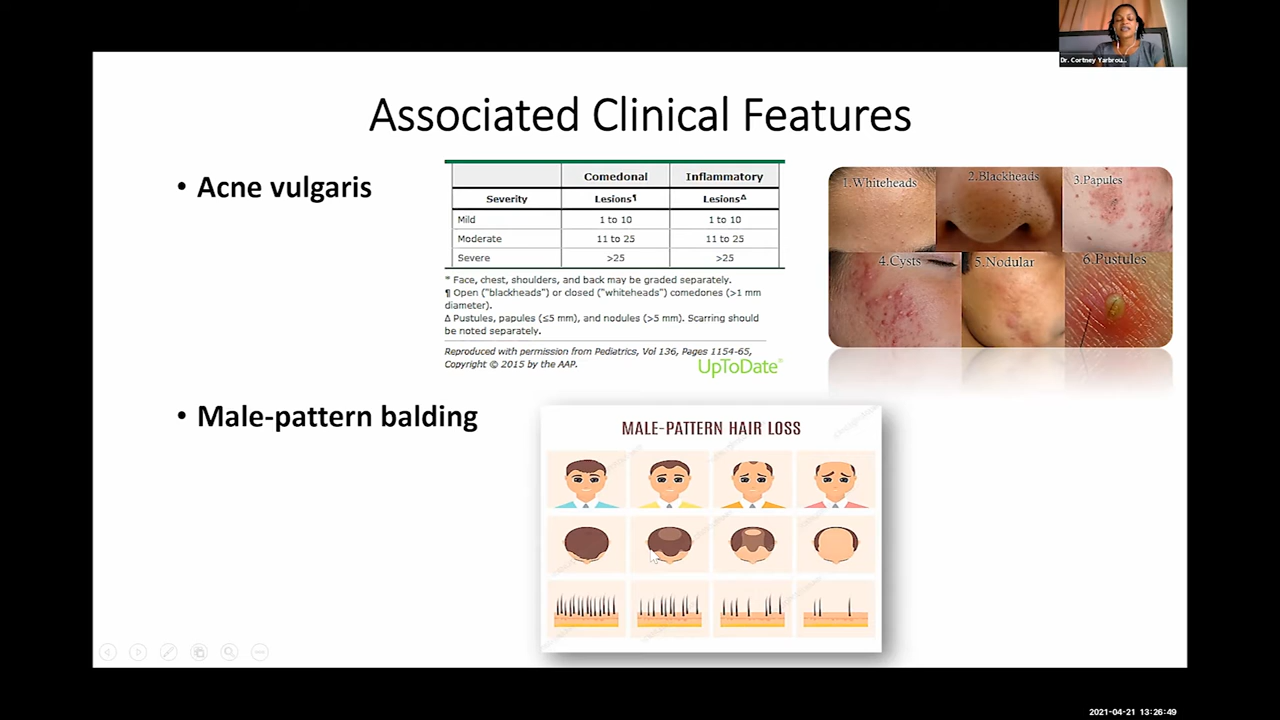 Dr. Cortney Yarbrou...
Associated Clinical Features
• Acne vulgaris
Comedonal Inflammatory
Severity Lesions¶ LesionsΔ
Mild 1 to 10 1 to 10
Moderate 11 to 25 11 to 25
Severe >25 >25
* Face, chest, shoulders, and back may be graded separately.
¶ Open ("blackheads") or closed ("whiteheads") comedones (>1 mm
diameter).
Δ Pustules, papules (≤5 mm), and nodules (>5 mm). Scarring should
be noted separately.
Reproduced with permission from Pediatrics, Vol 136, Pages 1154-65,
Copyright © 2015 by the AAP.
UpToDate®
1.Whiteheads
2.Blackheads
3.Papules
4.Cysts
5.Nodular
6.Pustules
• Male-pattern balding
MALE-PATTERN HAIR LOSS
2021-04-21 13:26:49